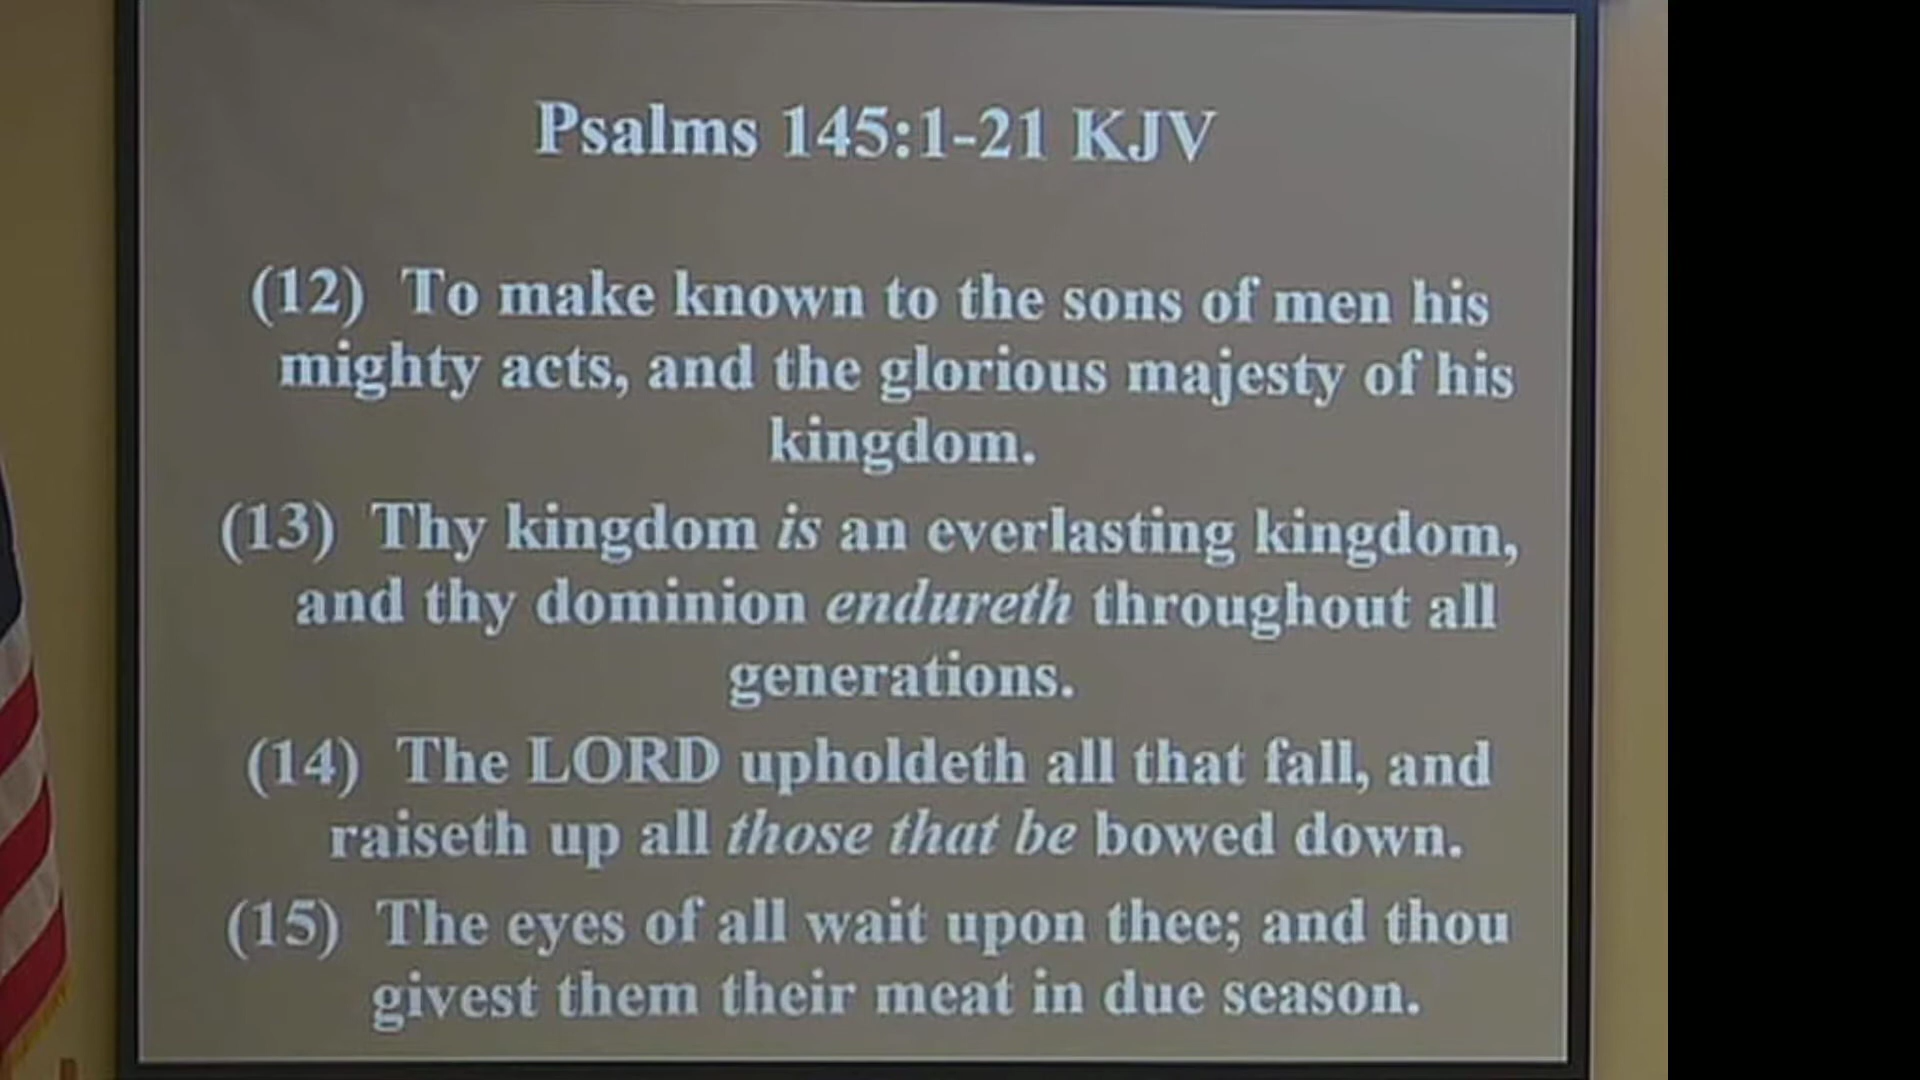 Psalms 145:1-21 KJV
(12) To make known to the sons of men his
mighty acts, and the glorious majesty of his
kingdom.
(13) Thy kingdom is an everlasting kingdom,
and thy dominion endureth throughout all
generations.
(14) The LORD upholdeth all that fall, and
raiseth up all those that be bowed down.
(15) The eyes of all wait upon thee; and thou
givest them their meat in due season.